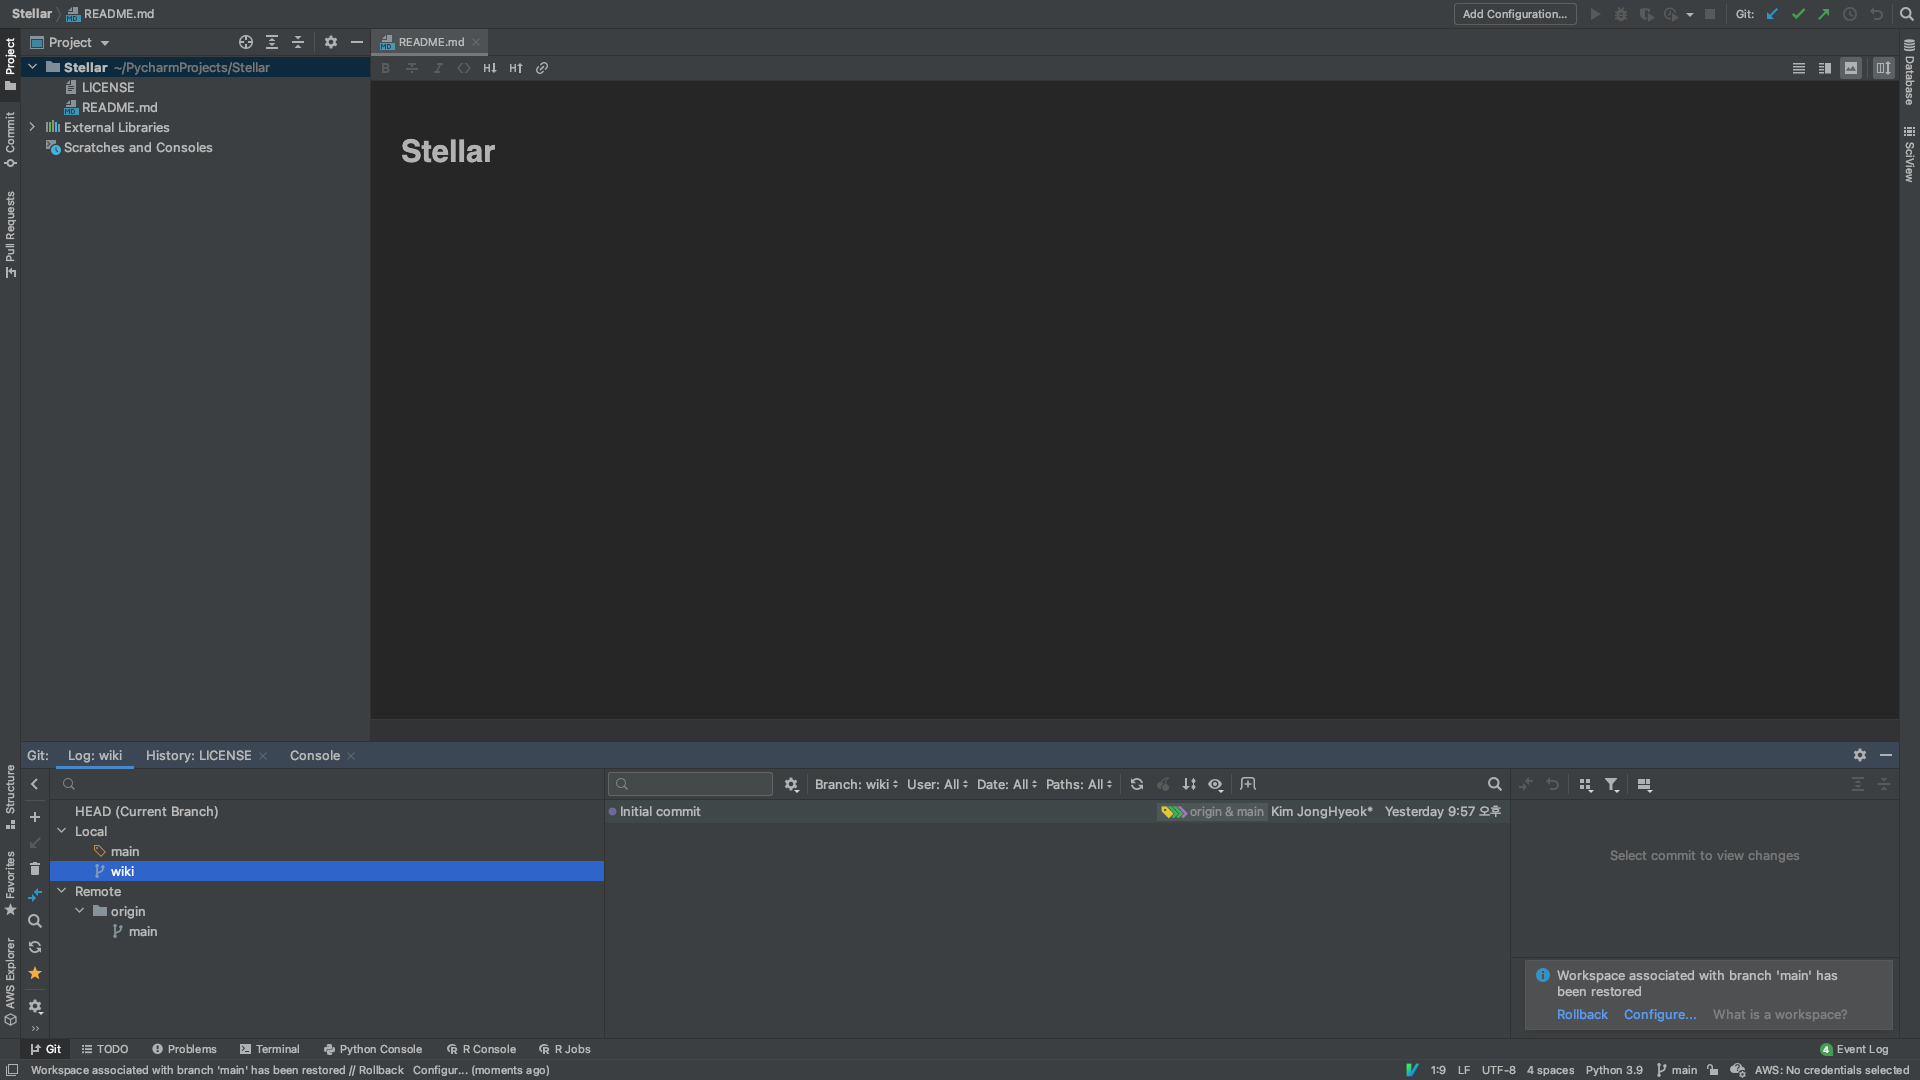 Stellar README.md
Add Configuration... Git:
Project
README.md
Stellar ~/PycharmProjects/Stellar
LICENSE
README.md
External Libraries
Scratches and Consoles
Project
Commit
Pull Requests
Structure
Favorites
AWS Explorer
B I H↓ H↑
Stellar
Database
SciView
Git: Log: wiki History: LICENSE Console
Branch: wiki User: All Date: All Paths: All
HEAD (Current Branch)
Local
main
wiki
Remote
origin
main
Initial commit origin & main Kim JongHyeok* Yesterday 9:57 오후
Select commit to view changes
Workspace associated with branch 'main' has
been restored
Rollback Configure... What is a workspace?
Git TODO Problems Terminal Python Console R Console R Jobs
4 Event Log
Workspace associated with branch 'main' has been restored // Rollback Configur... (moments ago)
1:9 LF UTF-8 4 spaces Python 3.9 main AWS: No credentials selected